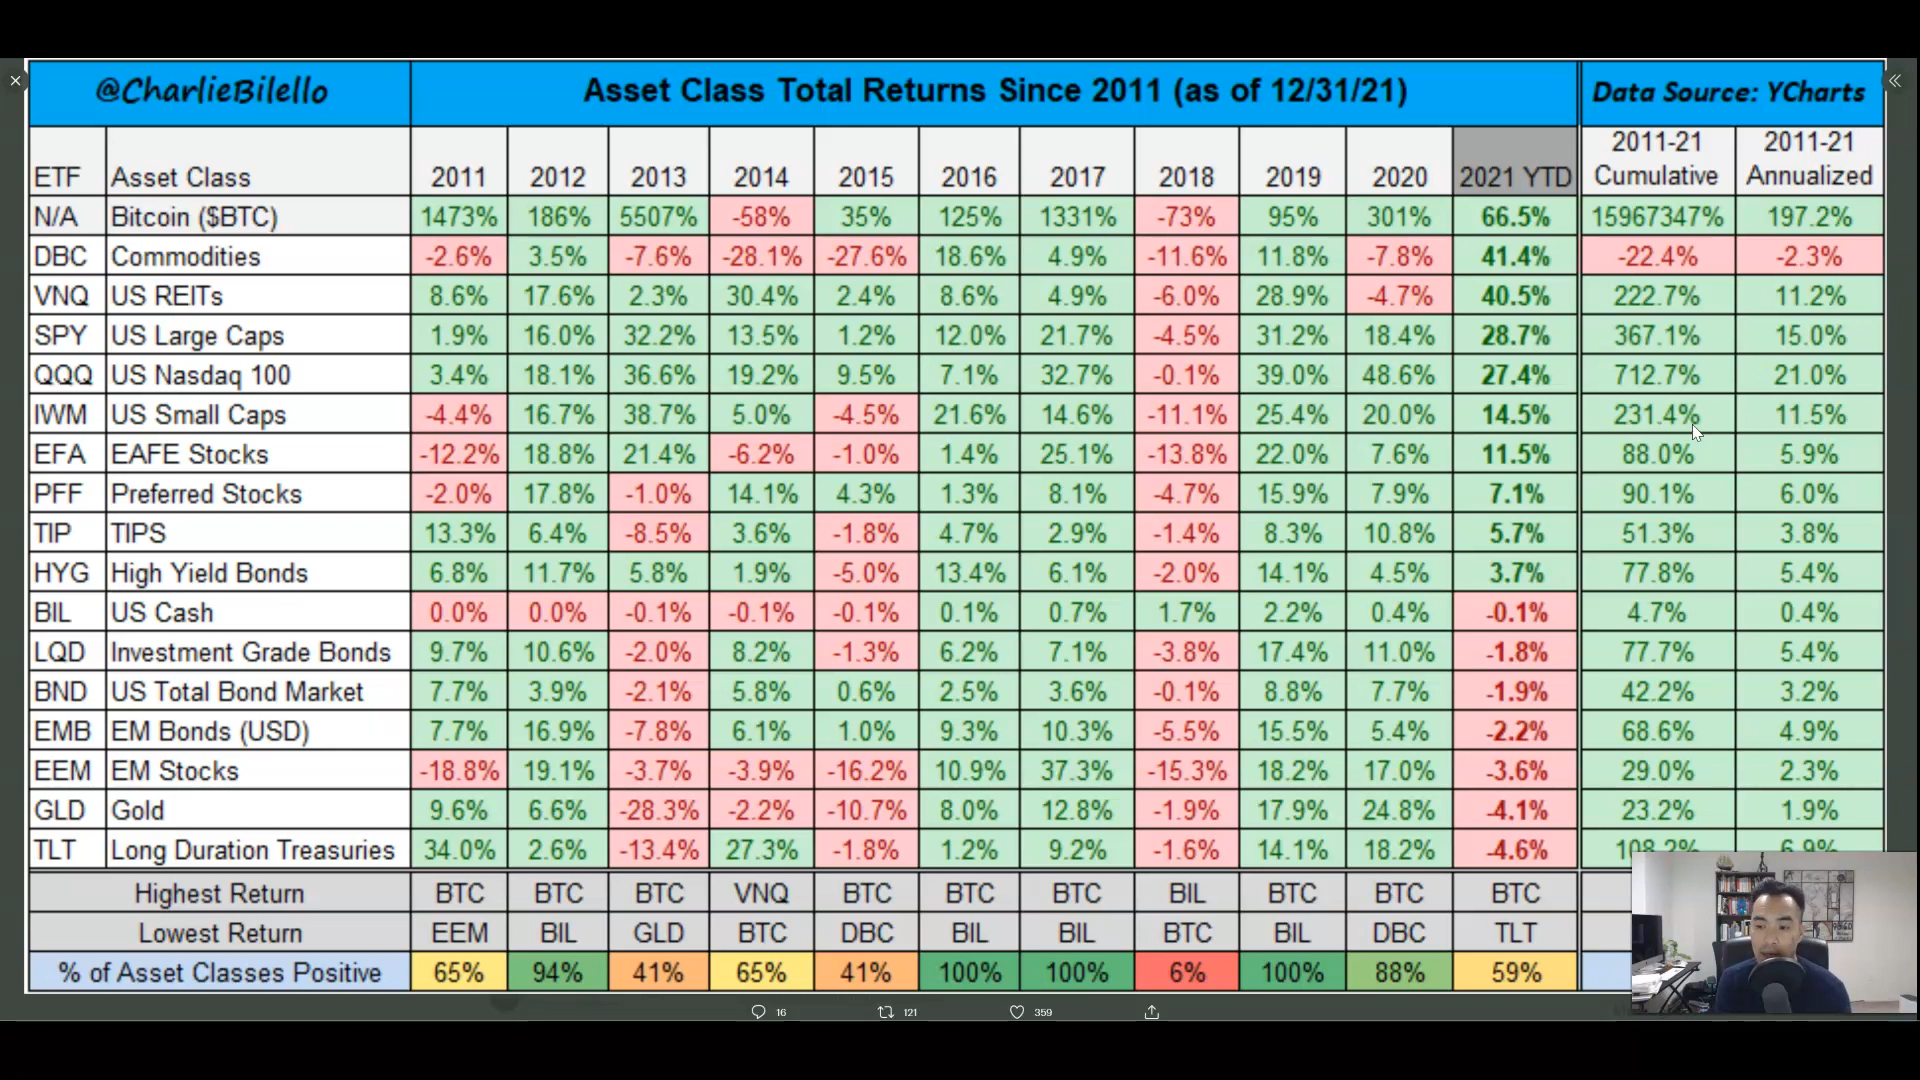 @CharlieBilello Asset Class Total Returns Since 2011 (as of 12/31/21) Data Source: YCharts
ETF Asset Class 2011 2012 2013 2014 2015 2016 2017 2018 2019 2020 2021 YTD 2011-21 Cumulative 2011-21 Annualized
N/A Bitcoin ($BTC) 1473% 186% 5507% -58% 35% 125% 1331% -73% 95% 301% 66.5% 15967347% 197.2%
DBC Commodities -2.6% 3.5% -7.6% -28.1% -27.6% 18.6% 4.9% -11.6% 11.8% -7.8% 41.4% -22.4% -2.3%
VNQ US REITs 8.6% 17.6% 2.3% 30.4% 2.4% 8.6% 4.9% -6.0% 28.9% -4.7% 40.5% 222.7% 11.2%
SPY US Large Caps 1.9% 16.0% 32.2% 13.5% 1.2% 12.0% 21.7% -4.5% 31.2% 18.4% 28.7% 367.1% 15.0%
QQQ US Nasdaq 100 3.4% 18.1% 36.6% 19.2% 9.5% 7.1% 32.7% -0.1% 39.0% 48.6% 27.4% 712.7% 21.0%
IWM US Small Caps -4.4% 16.7% 38.7% 5.0% -4.5% 21.6% 14.6% -11.1% 25.4% 20.0% 14.5% 231.4% 11.5%
EFA EAFE Stocks -12.2% 18.8% 21.4% -6.2% -1.0% 1.4% 25.1% -13.8% 22.0% 7.6% 11.5% 88.0% 5.9%
PFF Preferred Stocks -2.0% 17.8% -1.0% 14.1% 4.3% 1.3% 8.1% -4.7% 15.9% 7.9% 7.1% 90.1% 6.0%
TIP TIPS 13.3% 6.4% -8.5% 3.6% -1.8% 4.7% 2.9% -1.4% 8.3% 10.8% 5.7% 51.3% 3.8%
HYG High Yield Bonds 6.8% 11.7% 5.8% 1.9% -5.0% 13.4% 6.1% -2.0% 14.1% 4.5% 3.7% 77.8% 5.4%
BIL US Cash 0.0% 0.0% -0.1% -0.1% -0.1% 0.1% 0.7% 1.7% 2.2% 0.4% -0.1% 4.7% 0.4%
LQD Investment Grade Bonds 9.7% 10.6% -2.0% 8.2% -1.3% 6.2% 7.1% -3.8% 17.4% 11.0% -1.8% 77.7% 5.4%
BND US Total Bond Market 7.7% 3.9% -2.1% 5.8% 0.6% 2.5% 3.6% -0.1% 8.8% 7.7% -1.9% 42.2% 3.2%
EMB EM Bonds (USD) 7.7% 16.9% -7.8% 6.1% 1.0% 9.3% 10.3% -5.5% 15.5% 5.4% -2.2% 68.6% 4.9%
EEM EM Stocks -18.8% 19.1% -3.7% -3.9% -16.2% 10.9% 37.3% -15.3% 18.2% 17.0% -3.6% 29.0% 2.3%
GLD Gold 9.6% 6.6% -28.3% -2.2% -10.7% 8.0% 12.8% -1.9% 17.9% 24.8% -4.1% 23.2% 1.9%
TLT Long Duration Treasuries 34.0% 2.6% -13.4% 27.3% -1.8% 1.2% 9.2% -1.6% 14.1% 18.2% -4.6% 108.2% 6.9%
Highest Return BTC BTC BTC VNQ BTC BTC BTC BIL BTC BTC BTC
Lowest Return EEM BIL GLD BTC DBC BIL BIL BTC BIL DBC TLT
% of Asset Classes Positive 65% 94% 41% 65% 41% 100% 100% 6% 100% 88% 59%
16 121 359